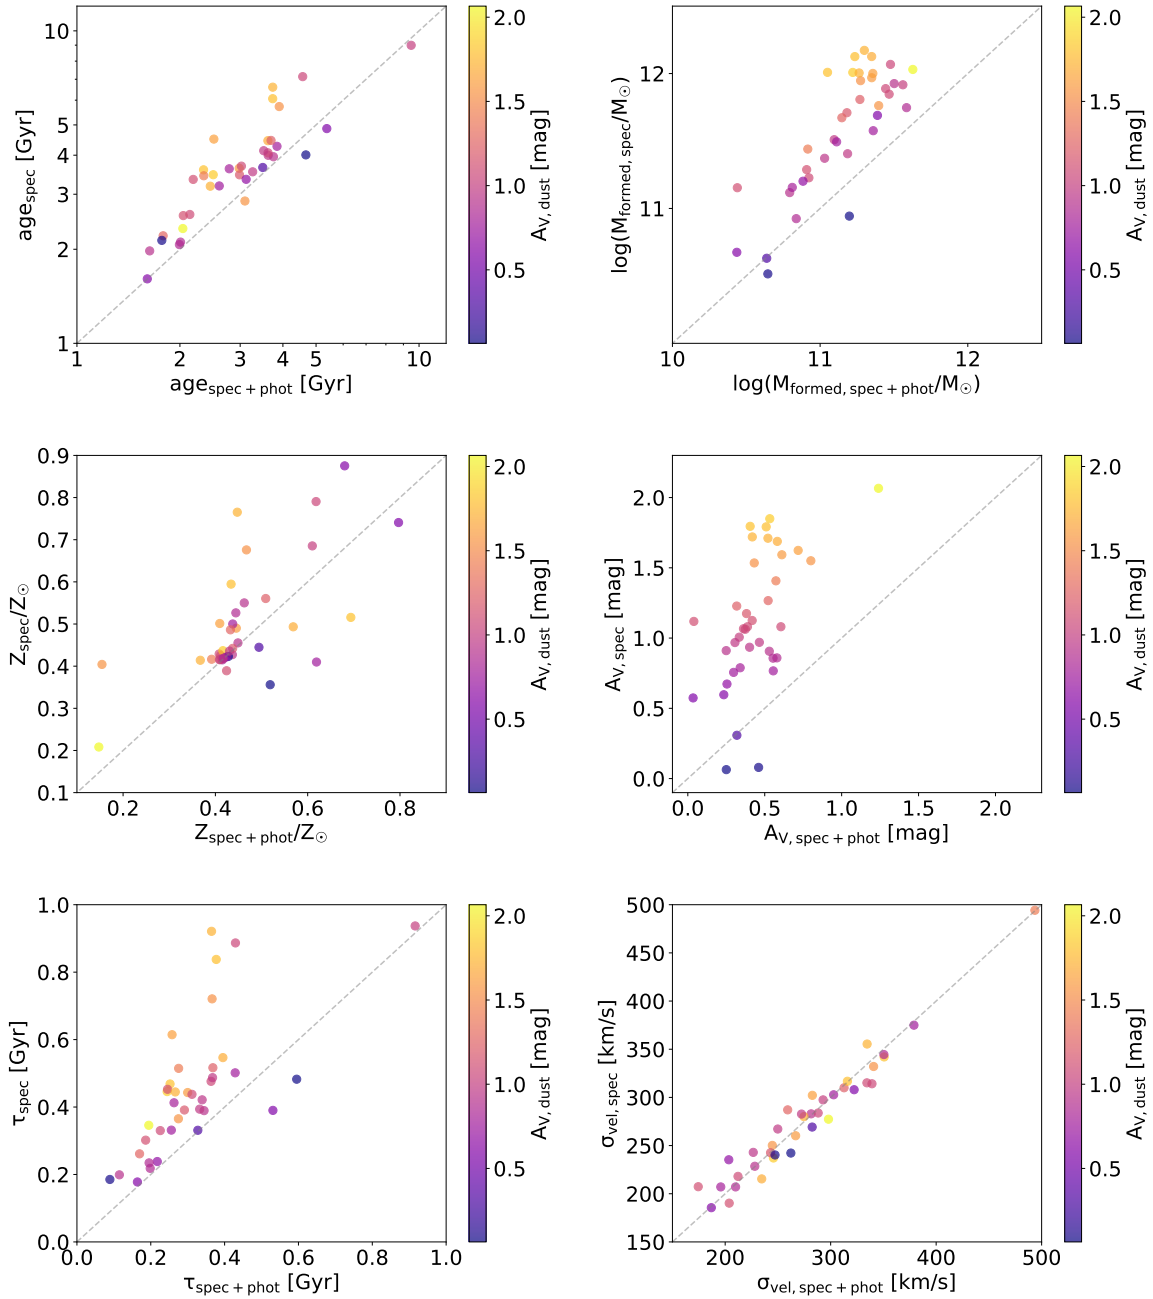 10
5
4
3
2
1
age_spec [Gyr]
1 2 3 4 5 10
age_spec+phot [Gyr]
2.0
1.5
1.0
0.5
A_V,dust [mag]
12
11
log(M_formed,spec/M_☉)
10 11 12
log(M_formed,spec+phot/M_☉)
2.0
1.5
1.0
0.5
A_V,dust [mag]
0.9
0.8
0.7
0.6
0.5
0.4
0.3
0.2
0.1
Z_spec/Z_☉
0.2 0.4 0.6 0.8
Z_spec+phot/Z_☉
2.0
1.5
1.0
0.5
A_V,dust [mag]
2.0
1.5
1.0
0.5
0.0
A_V,spec [mag]
0.0 0.5 1.0 1.5 2.0
A_V,spec+phot [mag]
2.0
1.5
1.0
0.5
A_V,dust [mag]
1.0
0.8
0.6
0.4
0.2
0.0
τ_spec [Gyr]
0.0 0.2 0.4 0.6 0.8 1.0
τ_spec+phot [Gyr]
2.0
1.5
1.0
0.5
A_V,dust [mag]
500
450
400
350
300
250
200
150
σ_vel,spec [km/s]
200 300 400 500
σ_vel,spec+phot [km/s]
2.0
1.5
1.0
0.5
A_V,dust [mag]